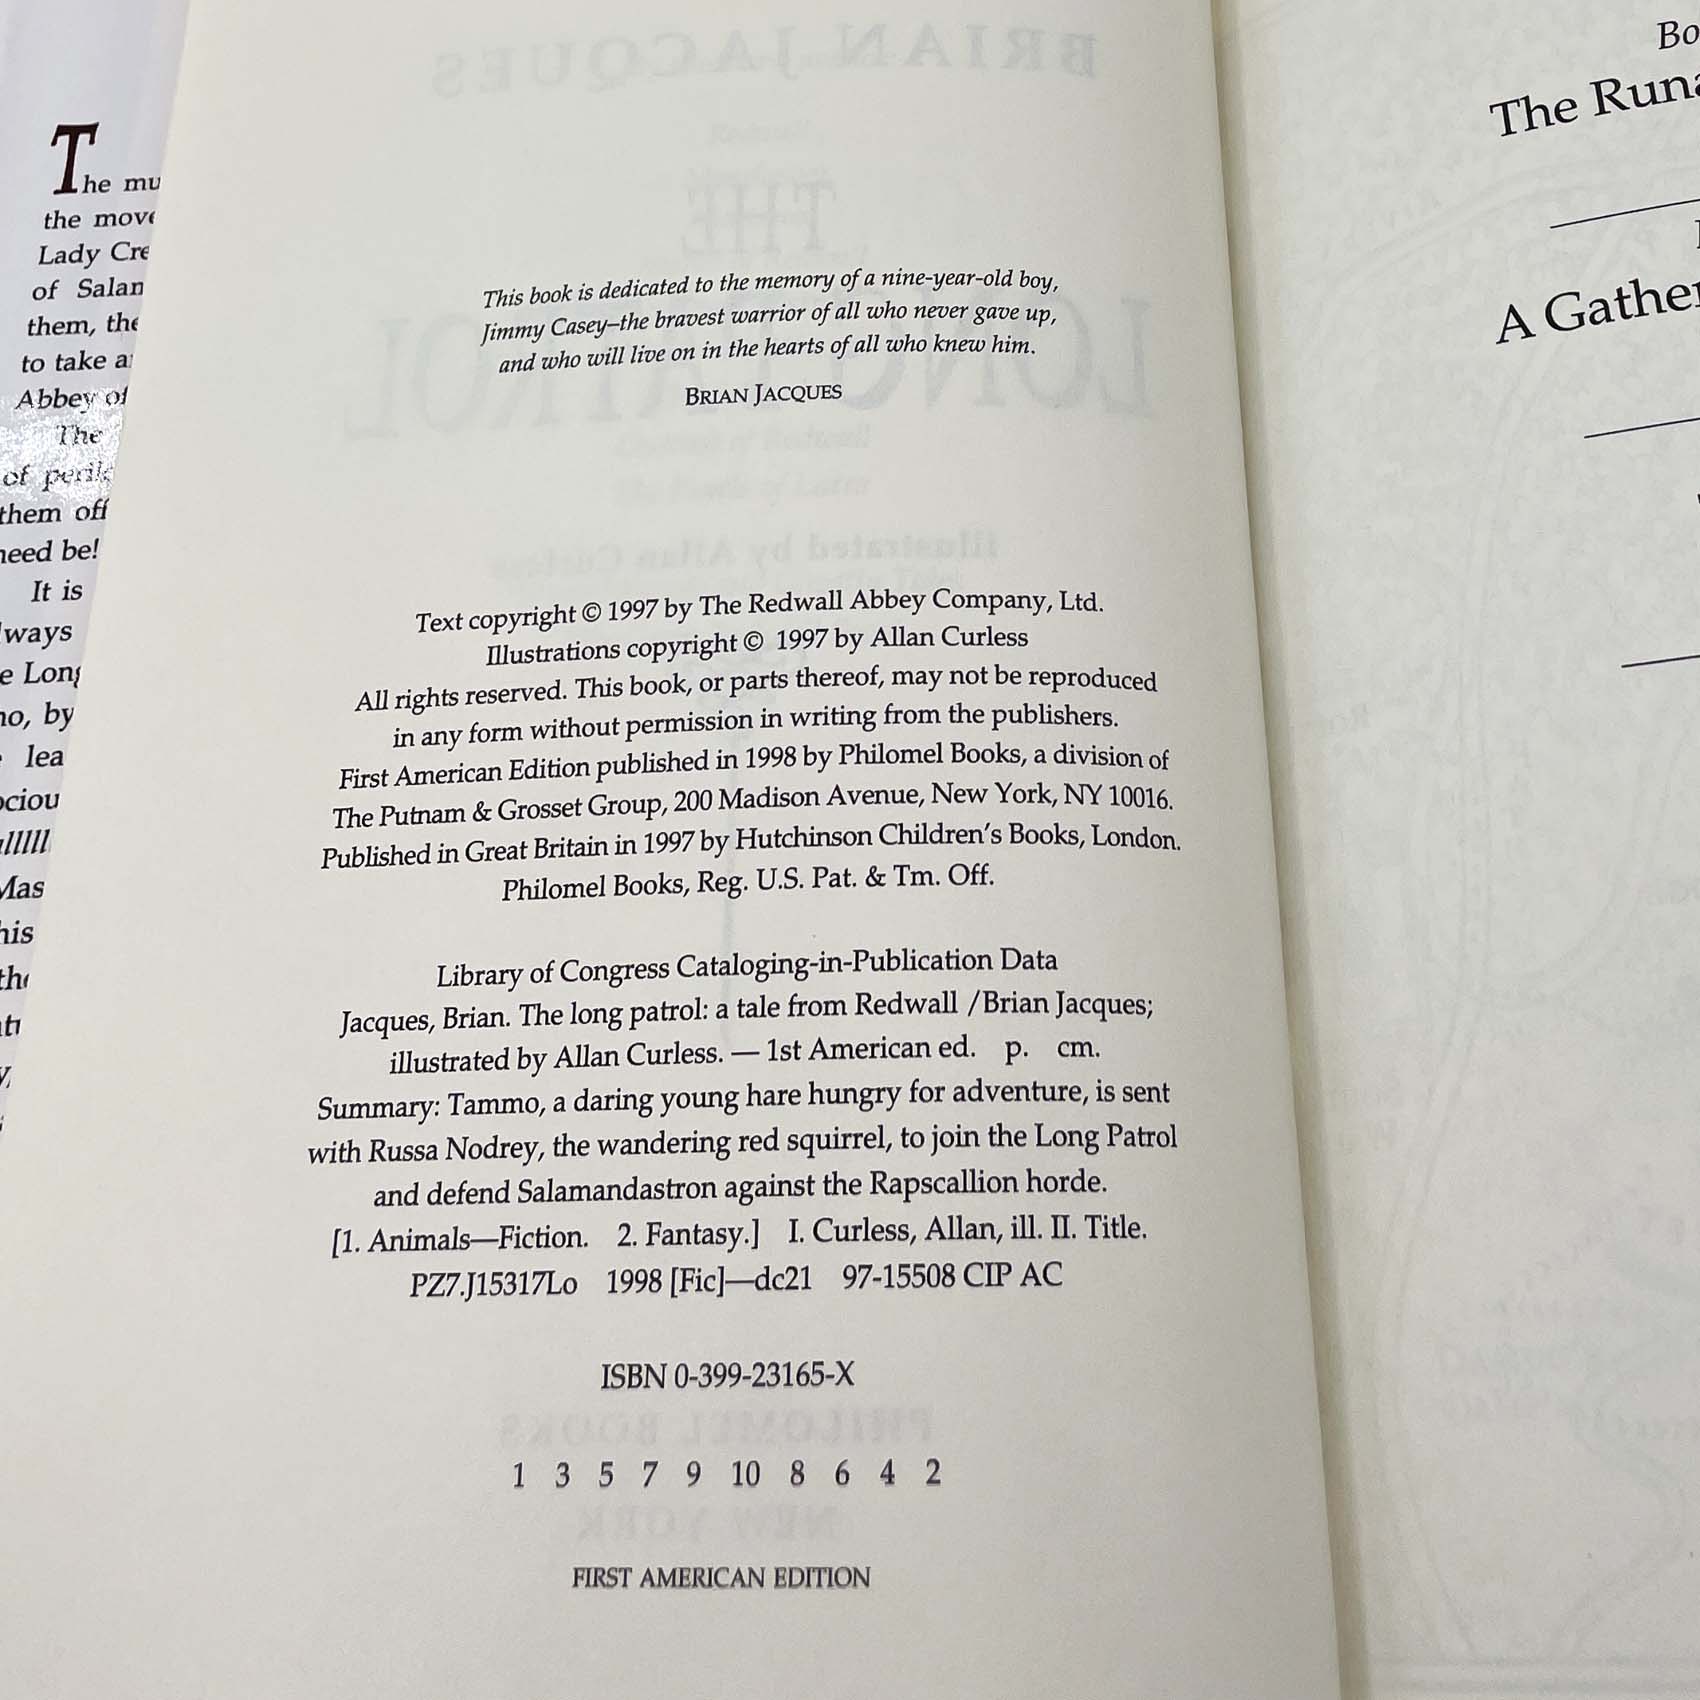 The mu
the move
Lady Cre
of Salan
them, the
to take a
Abbey of
The
of perils
them off
need be!
It is
lways
e Long
no, by
lea
ociou
Mas
his
the
This book is dedicated to the memory of a nine-year-old boy,
Jimmy Casey–the bravest warrior of all who never gave up,
and who will live on in the hearts of all who knew him.
BRIAN JACQUES
Text copyright © 1997 by The Redwall Abbey Company, Ltd.
Illustrations copyright © 1997 by Allan Curless
All rights reserved. This book, or parts thereof, may not be reproduced
in any form without permission in writing from the publishers.
First American Edition published in 1998 by Philomel Books, a division of
The Putnam & Grosset Group, 200 Madison Avenue, New York, NY 10016.
Published in Great Britain in 1997 by Hutchinson Children's Books, London.
Philomel Books, Reg. U.S. Pat. & Tm. Off.
Library of Congress Cataloging-in-Publication Data
Jacques, Brian. The long patrol: a tale from Redwall /Brian Jacques;
illustrated by Allan Curless. — 1st American ed. p. cm.
Summary: Tammo, a daring young hare hungry for adventure, is sent
with Russa Nodrey, the wandering red squirrel, to join the Long Patrol
and defend Salamandastron against the Rapscallion horde.
[1. Animals—Fiction. 2. Fantasy.] I. Curless, Allan, ill. II. Title.
PZ7.J15317Lo 1998 [Fic]—dc21 97-15508 CIP AC
ISBN 0-399-23165-X
1 3 5 7 9 10 8 6 4 2
FIRST AMERICAN EDITION
Bo
The Runa
A Gather